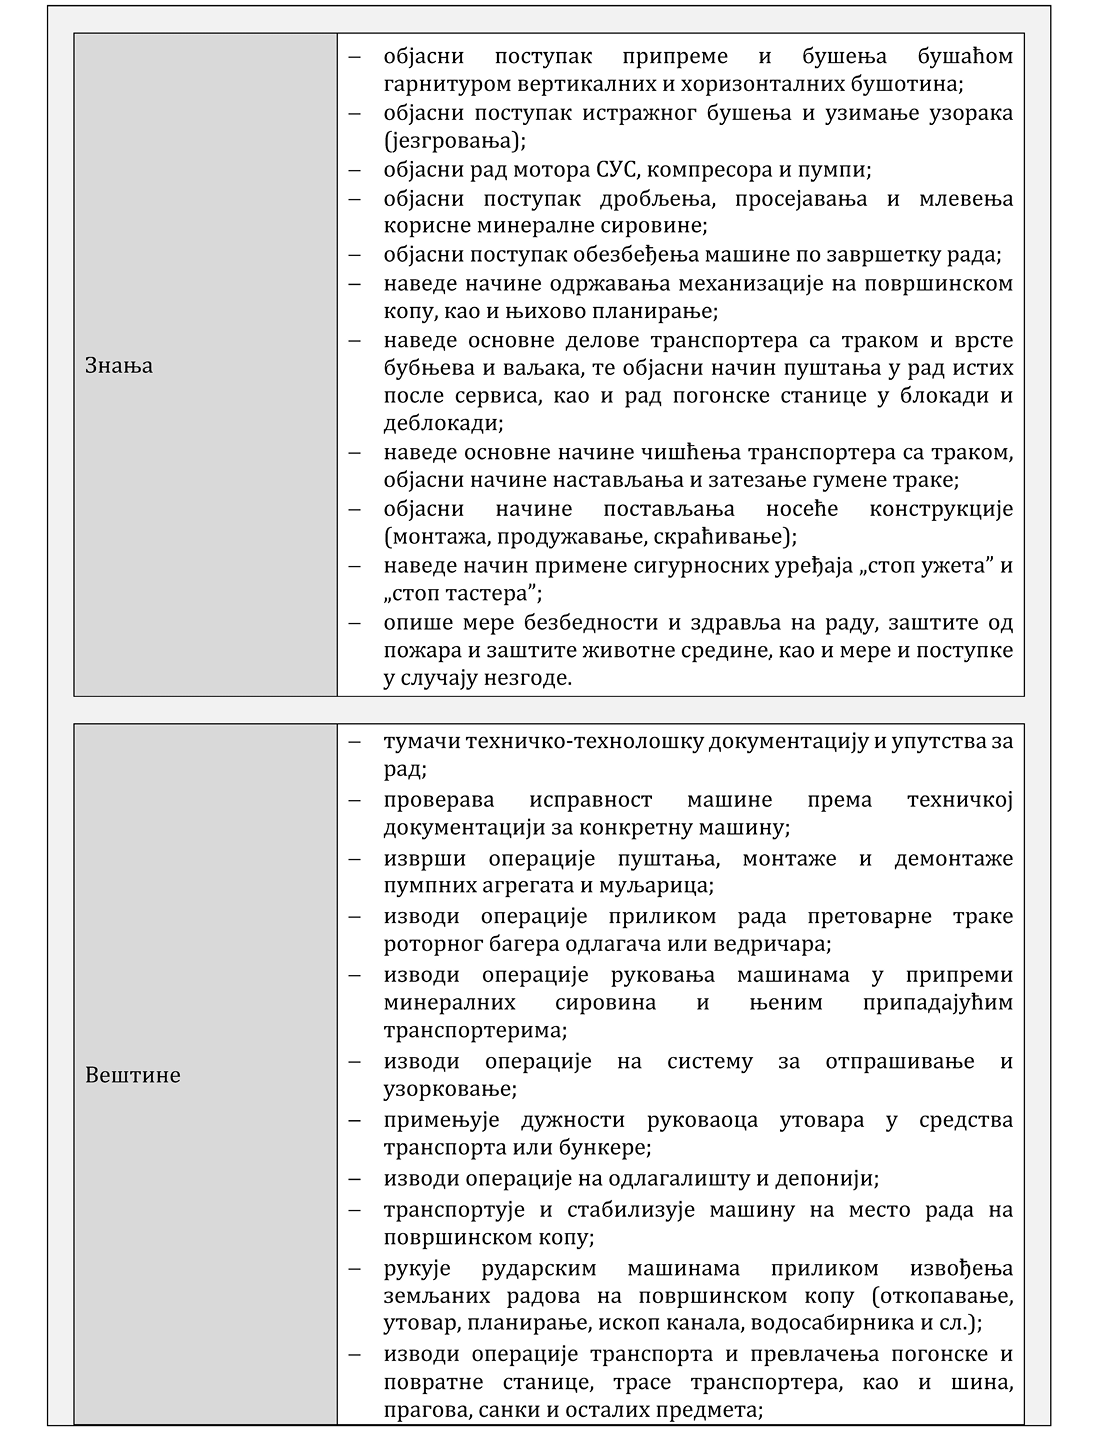 Знања
– објасни поступак припреме и бушења бушаћом
гарнитуром вертикалних и хоризонталних бушотина;
– објасни поступак истражног бушења и узимање узорака
(језгровања);
– објасни рад мотора СУС, компресора и пумпи;
– објасни поступак дробљења, просејавања и млевења
корисне минералне сировине;
– објасни поступак обезбеђења машине по завршетку рада;
– наведе начине одржавања механизације на површинском
копу, као и њихово планирање;
– наведе основне делове транспортера са траком и врсте
бубњева и ваљака, те објасни начин пуштања у рад истих
после сервиса, као и рад погонске станице у блокади и
деблокади;
– наведе основне начине чишћења транспортера са траком,
објасни начине настављања и затезање гумене траке;
– објасни начине постављања носеће конструкције
(монтажа, продужавање, скраћивање);
– наведе начин примене сигурносних уређаја „стоп ужета” и
„стоп тастера”;
– опише мере безбедности и здравља на раду, заштите од
пожара и заштите животне средине, као и мере и поступке
у случају незгоде.
Вештине
– тумачи техничко-технолошку документацију и упутства за
рад;
– проверава исправност машине према техничкој
документацији за конкретну машину;
– изврши операције пуштања, монтаже и демонтаже
пумпних агрегата и муљарица;
– изводи операције приликом рада претоварне траке
роторног багера одлагача или ведричара;
– изводи операције руковања машинама у припреми
минералних сировина и њеним припадајућим
транспортерима;
– изводи операције на систему за отпрашивање и
узорковање;
– примењује дужности руковаоца утовара у средства
транспорта или бункере;
– изводи операције на одлагалишту и депонији;
– транспортује и стабилизује машину на место рада на
површинском копу;
– рукује рударским машинама приликом извођења
земљаних радова на површинском копу (откопавање,
утовар, планирање, ископ канала, водосабирника и сл.);
– изводи операције транспорта и превлачења погонске и
повратне станице, трасе транспортера, као и шина,
прагова, санки и осталих предмета;